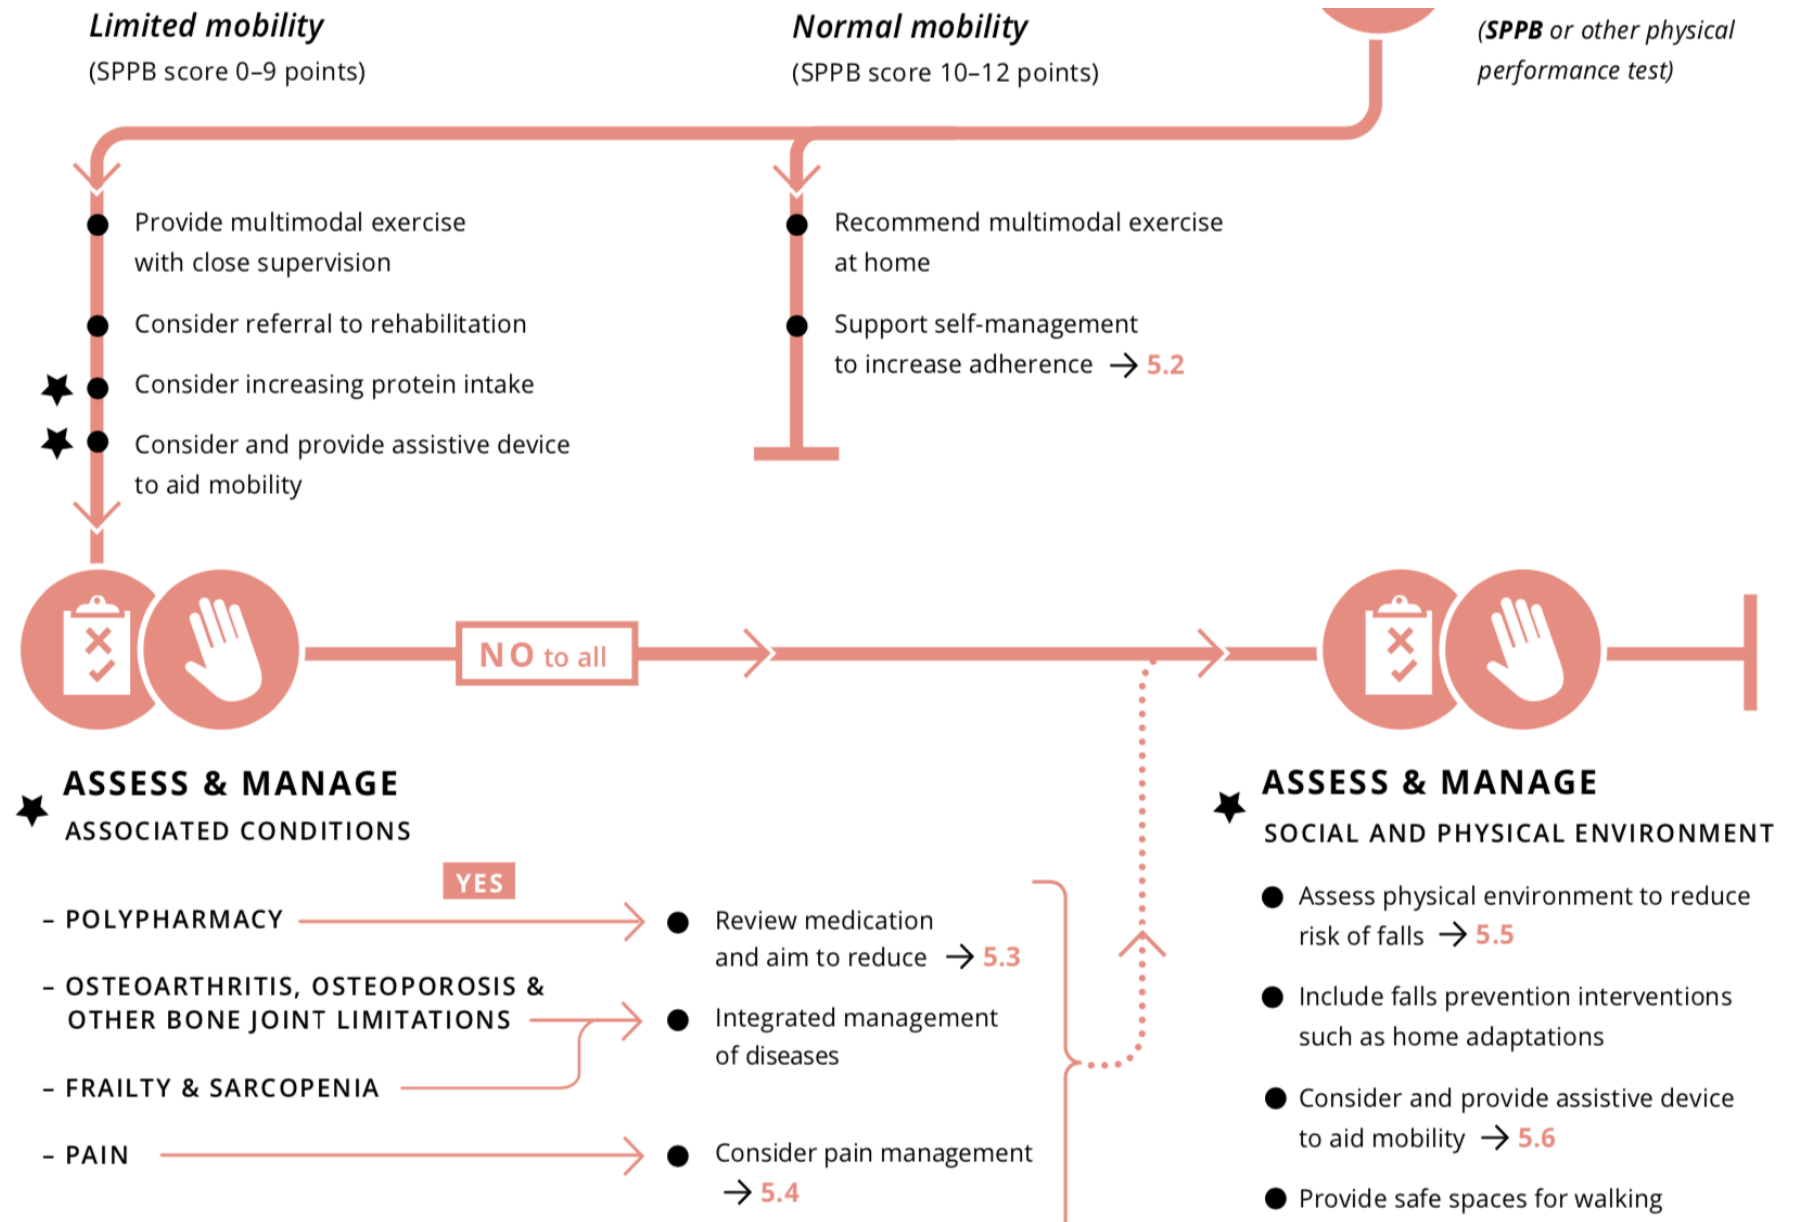 Limited mobility
(SPPB score 0–9 points)
Normal mobility
(SPPB score 10–12 points)
(SPPB or other physical
performance test)
Provide multimodal exercise
with close supervision
Consider referral to rehabilitation
Consider increasing protein intake
Consider and provide assistive device
to aid mobility
Recommend multimodal exercise
at home
Support self-management
to increase adherence → 5.2
NO to all
ASSESS & MANAGE
ASSOCIATED CONDITIONS
YES
– POLYPHARMACY
– OSTEOARTHRITIS, OSTEOPOROSIS &
OTHER BONE JOINT LIMITATIONS
– FRAILTY & SARCOPENIA
– PAIN
Review medication
and aim to reduce → 5.3
Integrated management
of diseases
Consider pain management
→ 5.4
ASSESS & MANAGE
SOCIAL AND PHYSICAL ENVIRONMENT
Assess physical environment to reduce
risk of falls → 5.5
Include falls prevention interventions
such as home adaptations
Consider and provide assistive device
to aid mobility → 5.6
Provide safe spaces for walking